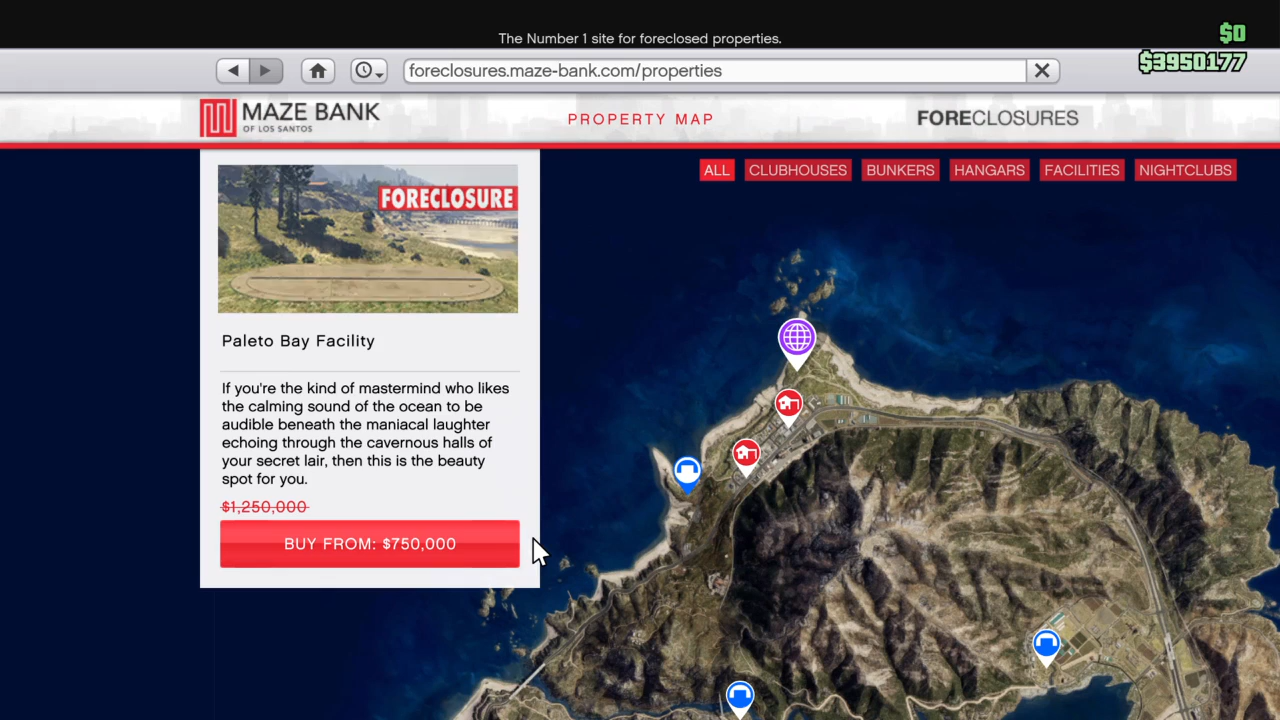 The Number 1 site for foreclosed properties.
$0
$3950177
foreclosures.maze-bank.com/properties
MAZE BANK
OF LOS SANTOS
PROPERTY MAP
FORECLOSURES
ALL CLUBHOUSES BUNKERS HANGARS FACILITIES NIGHTCLUBS
FORECLOSURE
Paleto Bay Facility
If you're the kind of mastermind who likes
the calming sound of the ocean to be
audible beneath the maniacal laughter
echoing through the cavernous halls of
your secret lair, then this is the beauty
spot for you.
$1,250,000
BUY FROM: $750,000